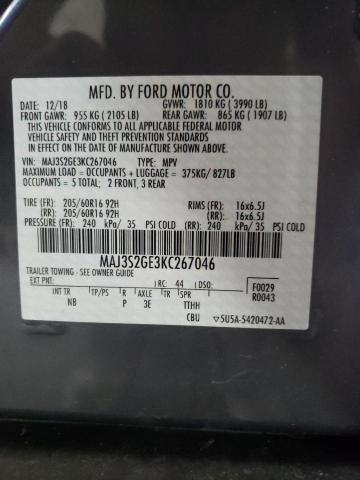 MFD. BY FORD MOTOR CO.
12/18 GVWR: 1810 KG ( 3990 LB)
FRONT GAWR: 955 KG ( 2105 LB) REAR GAWR: 865 KG ( 1907 LB)
THIS VEHICLE CONFORMS TO ALL APPLICABLE FEDERAL MOTOR
VEHICLE SAFETY AND THEFT PREVENTION STANDARDS
IN EFFECT ON THE DATE OF MANUFACTURE SHOWN ABOVE.
VIN: MAJ3S2GE3KC267046 TYPE: MPV
MAXIMUM LOAD = OCCUPANTS + LUGGAGE = 375KG/ 827LB
OCCUPANTS = 5 TOTAL; 2 FRONT, 3 REAR
TIRE (FR): 205/60R16 92H RIMS (FR): 16x6.5J
(RR): 205/60R16 92H (RR): 16x6.5J
PRESSURE (FR): 240 kPa/ 35 PSI COLD (RR): 240 kPa/ 35 PSI COLD
MAJ3S2GE3KC267046
TRAILER TOWING - SEE OWNER GUIDE
EXT PNT: RC: 44 DSO: F0029
INT TR TP/PS R AXLE TR SPR R0043
NB P 3E TTHH
CBU ▽SU5A-5420472-AA